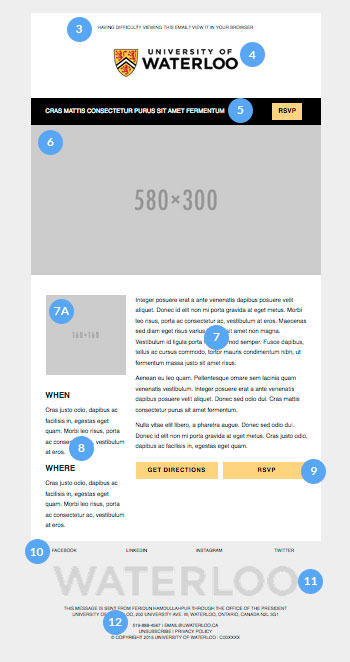 3
HAVING DIFFICULTY VIEWING THIS EMAIL? VIEW IT IN YOUR BROWSER
UNIVERSITY OF
WATERLOO
4
CRAS MATTIS CONSECTETUR PURUS SIT AMET FERMENTUM
5
RSVP
6
580×300
7A
160×160
Integer posuere erat a ante venenatis dapibus posuere velit
aliquet. Donec id elit non mi porta gravida at eget metus. Morbi
leo risus, porta ac consectetur ac, vestibulum at eros. Maecenas
sed diam eget risus varius sit amet non magna.
7
Vestibulum id ligula porta mod semper. Fusce dapibus,
tellus ac cursus commodo, tortor mauris condimentum nibh, ut
fermentum massa justo sit amet risus.
Aenean eu leo quam. Pellentesque ornare sem lacinia quam
venenatis vestibulum. Integer posuere erat a ante venenatis
dapibus posuere velit aliquet. Donec sed odio dui. Cras mattis
consectetur purus sit amet fermentum.
Nulla vitae elit libero, a pharetra augue. Donec sed odio dui.
Donec id elit non mi porta gravida at eget metus. Cras justo odio,
dapibus ac facilisis in, egestas eget quam.
WHEN
Cras justo odio, dapibus ac
facilisis in, egestas eget
quam. Morbi leo risus, porta
ac consec vestibulum
at eros.
8
WHERE
Cras justo odio, dapibus ac
facilisis in, egestas eget
quam. Morbi leo risus, porta
ac consectetur ac, vestibulum
at eros.
GET DIRECTIONS
RSVP
9
10
FACEBOOK
LINKEDIN
INSTAGRAM
TWITTER
WATERLOO
11
THIS MESSAGE IS SENT FROM FERIDUN HAMDULLAHPUR THROUGH THE OFFICE OF THE PRESIDENT
UNIVERSITY OF WATERLOO, 200 UNIVERSITY AVE. W, WATERLOO, ONTARIO, CANADA N2L 3G1
12
519-888-4567 | EMAIL@UWATERLOO.CA
UNSUBSCRIBE | PRIVACY POLICY
© COPYRIGHT 2015 UNIVERSITY OF WATERLOO